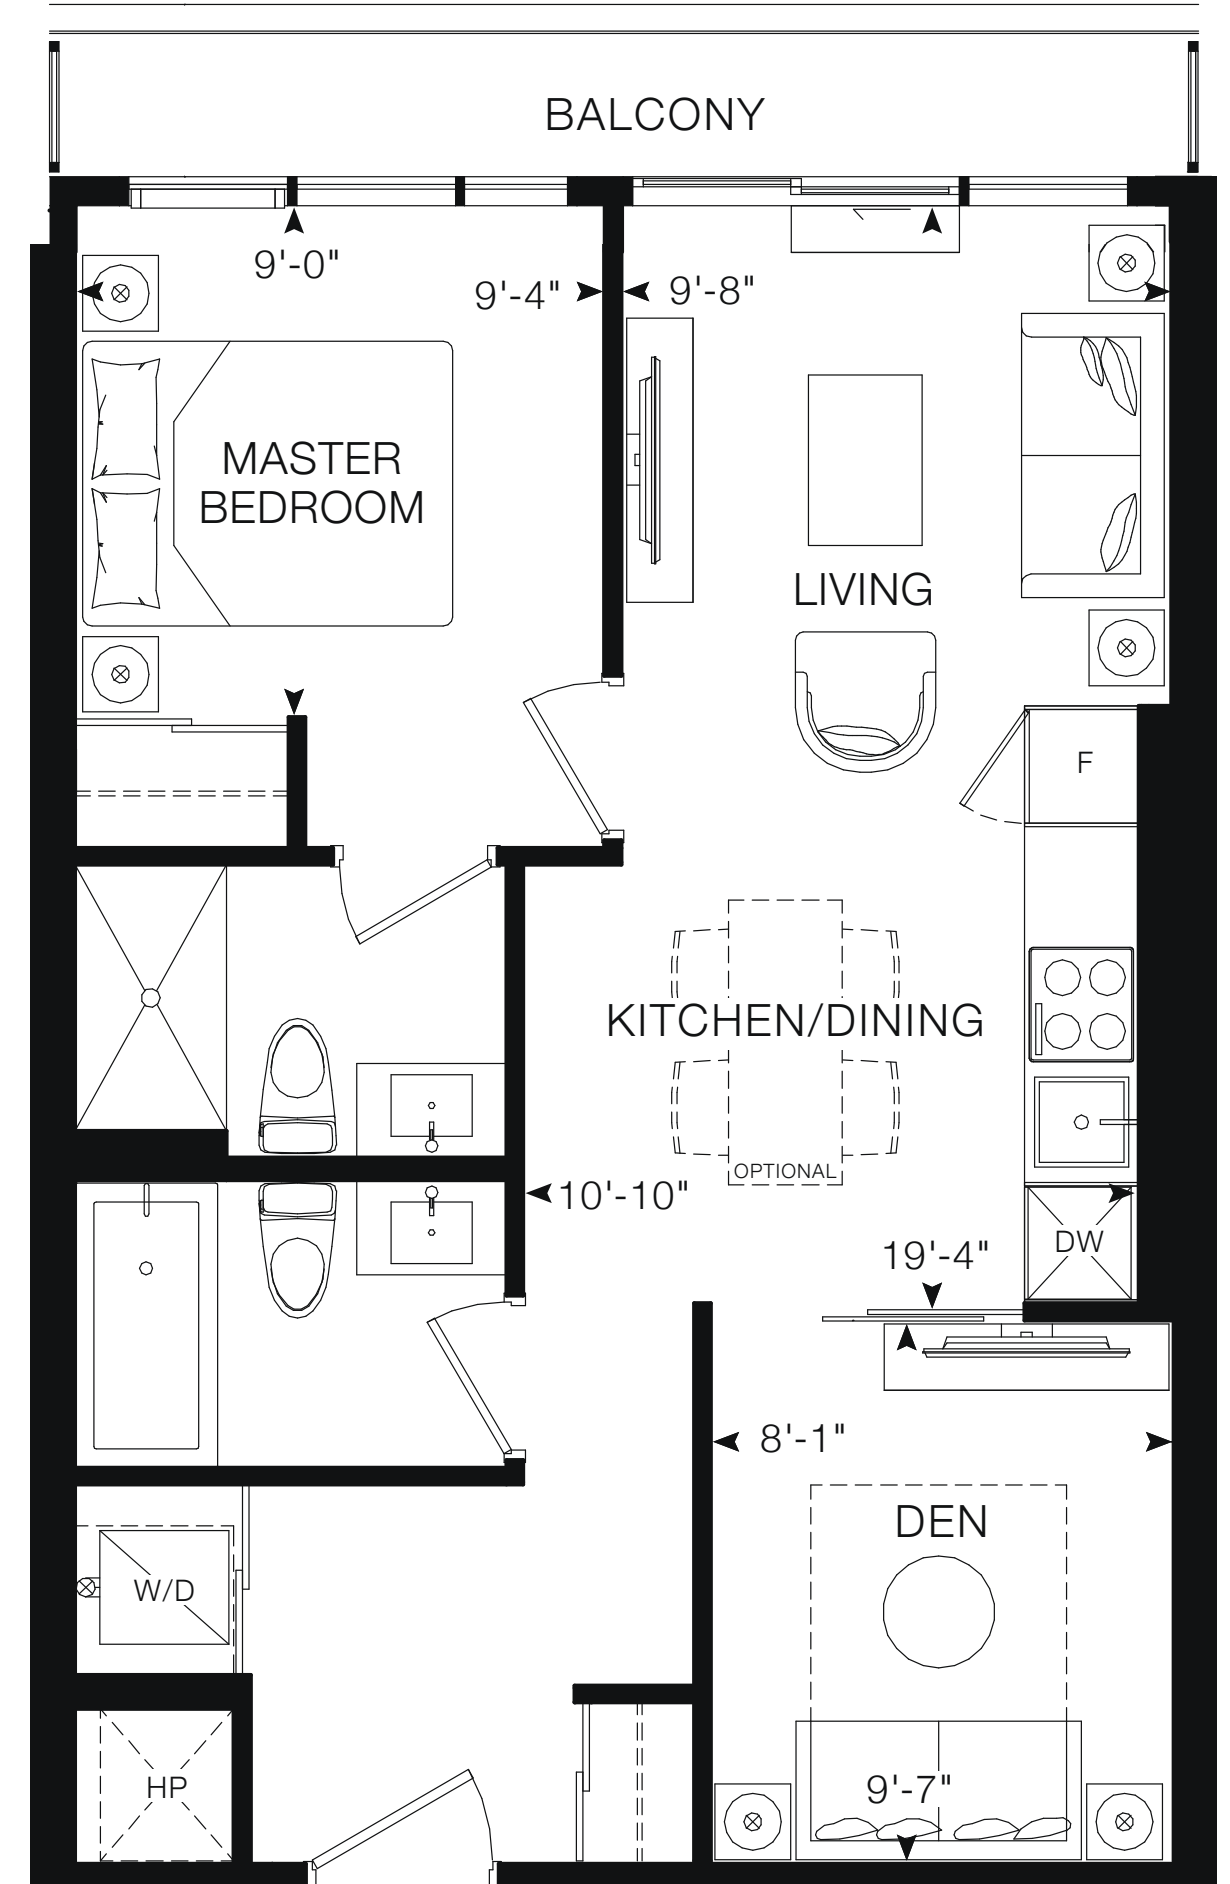 BALCONY
9'-0"
9'-4"
9'-8"
MASTER
BEDROOM
LIVING
F
KITCHEN/DINING
OPTIONAL
10'-10"
DW
19'-4"
8'-1"
DEN
W/D
HP
9'-7"